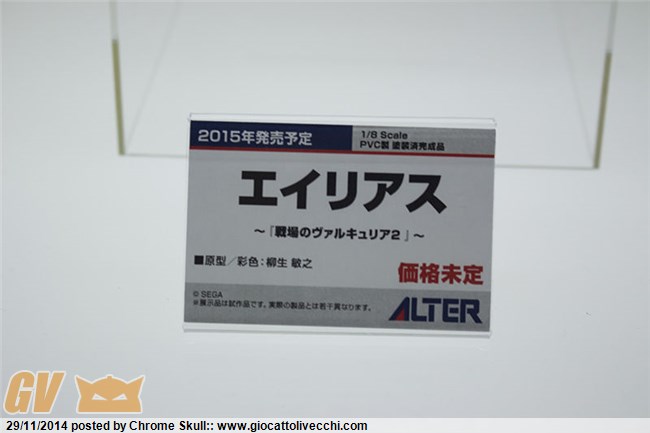 2015年発売予定
1/8 Scale
PVC製 塗装済完成品
エイリアス
～『戦場のヴァルキュリア2 』～
■原型／彩色：柳生 敏之
価格未定
© SEGA
※展示品は試作品です。実際の製品とは若干異なります。
ALTER
GV
29/11/2014 posted by Chrome Skull:: www.giocattolivecchi.com